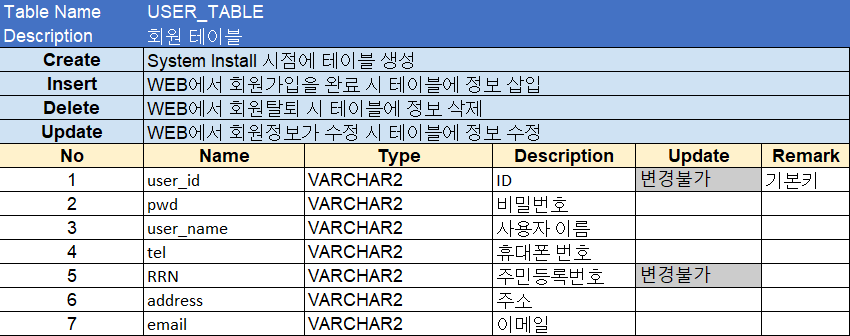 Table Name USER_TABLE
Description 회원 테이블
Create System Install 시점에 테이블 생성
Insert WEB에서 회원가입을 완료 시 테이블에 정보 삽입
Delete WEB에서 회원탈퇴 시 테이블에 정보 삭제
Update WEB에서 회원정보가 수정 시 테이블에 정보 수정
No Name Type Description Update Remark
1 user_id VARCHAR2 ID 변경불가 기본키
2 pwd VARCHAR2 비밀번호
3 user_name VARCHAR2 사용자 이름
4 tel VARCHAR2 휴대폰 번호
5 RRN VARCHAR2 주민등록번호 변경불가
6 address VARCHAR2 주소
7 email VARCHAR2 이메일